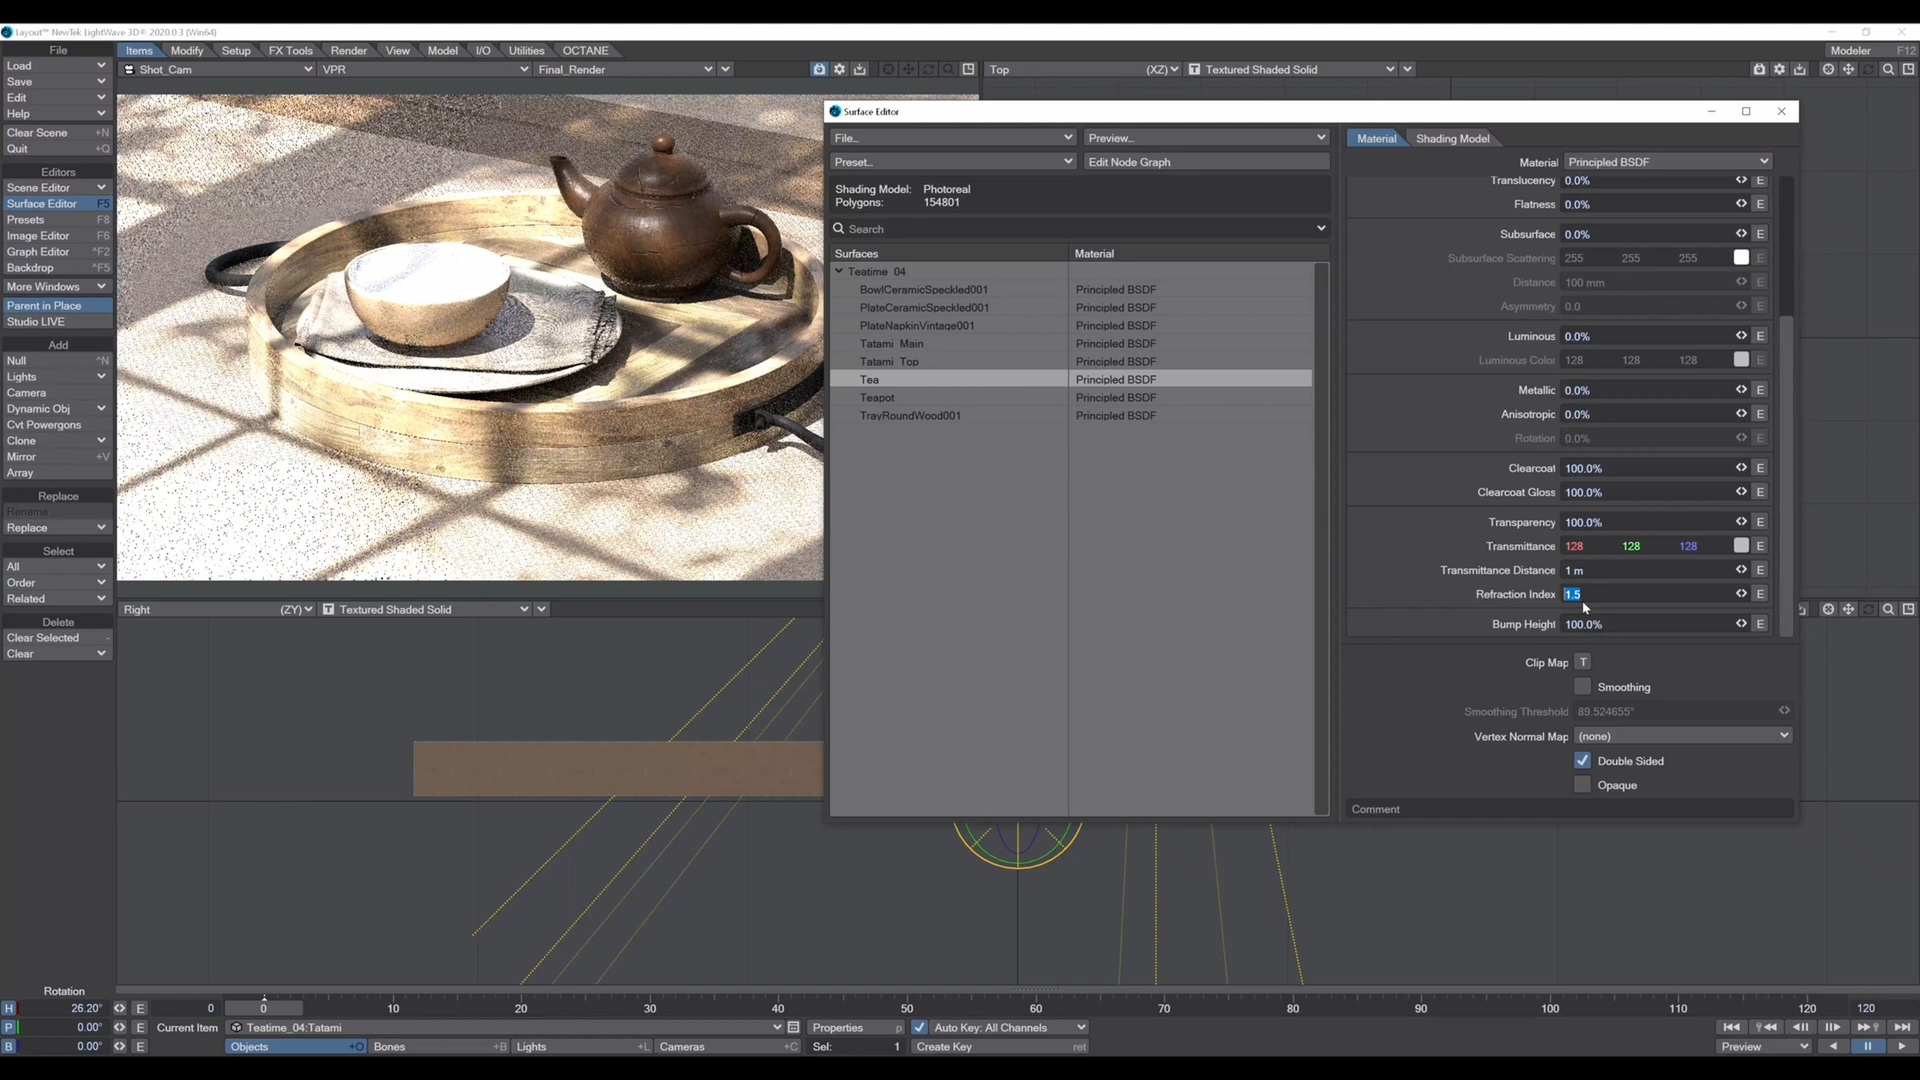 Layout™ NewTek LightWave 3D® 2020.0.3 (Win64)
File
Items Modify Setup FX Tools Render View Model I/O Utilities OCTANE
Modeler F12
Load
Save
Edit
Help
Clear Scene +N
Quit +Q
Editors
Scene Editor
Surface Editor F5
Presets F8
Image Editor F6
Graph Editor ^F2
Backdrop ^F5
More Windows
Parent in Place
Studio LIVE
Add
Null ^N
Lights
Camera
Dynamic Obj
Cvt Powergons
Clone
Mirror +V
Array
Replace
Rename
Replace
Select
All
Order
Related
Delete
Clear Selected -
Clear
Shot_Cam VPR Final_Render
Top (XZ) T Textured Shaded Solid
Right (ZY) T Textured Shaded Solid
Surface Editor
File... Preview...
Preset... Edit Node Graph
Shading Model: Photoreal
Polygons: 154801
Search
Surfaces Material
Teatime_04
BowlCeramicSpeckled001 Principled BSDF
PlateCeramicSpeckled001 Principled BSDF
PlateNapkinVintage001 Principled BSDF
Tatami_Main Principled BSDF
Tatami_Top Principled BSDF
Tea Principled BSDF
Teapot Principled BSDF
TrayRoundWood001 Principled BSDF
Material Shading Model
Material Principled BSDF
Translucency 0.0% E
Flatness 0.0% E
Subsurface 0.0% E
Subsurface Scattering 255 255 255 E
Distance 100 mm E
Asymmetry 0.0 E
Luminous 0.0% E
Luminous Color 128 128 128 E
Metallic 0.0% E
Anisotropic 0.0% E
Rotation 0.0% E
Clearcoat 100.0% E
Clearcoat Gloss 100.0% E
Transparency 100.0% E
Transmittance 128 128 128 E
Transmittance Distance 1 m E
Refraction Index 1.5 E
Bump Height 100.0% E
Clip Map T
Smoothing
Smoothing Threshold 89.524655°
Vertex Normal Map (none)
Double Sided
Opaque
Comment
Rotation
H 26.20° E
P 0.00° E
B 0.00° E
0 0 10 20 30 40 50 60 70 80 90 100 110 120 120
Current Item Teatime_04:Tatami Properties p Auto Key: All Channels
Objects +O Bones +B Lights +L Cameras +C Sel: 1 Create Key ret
Preview